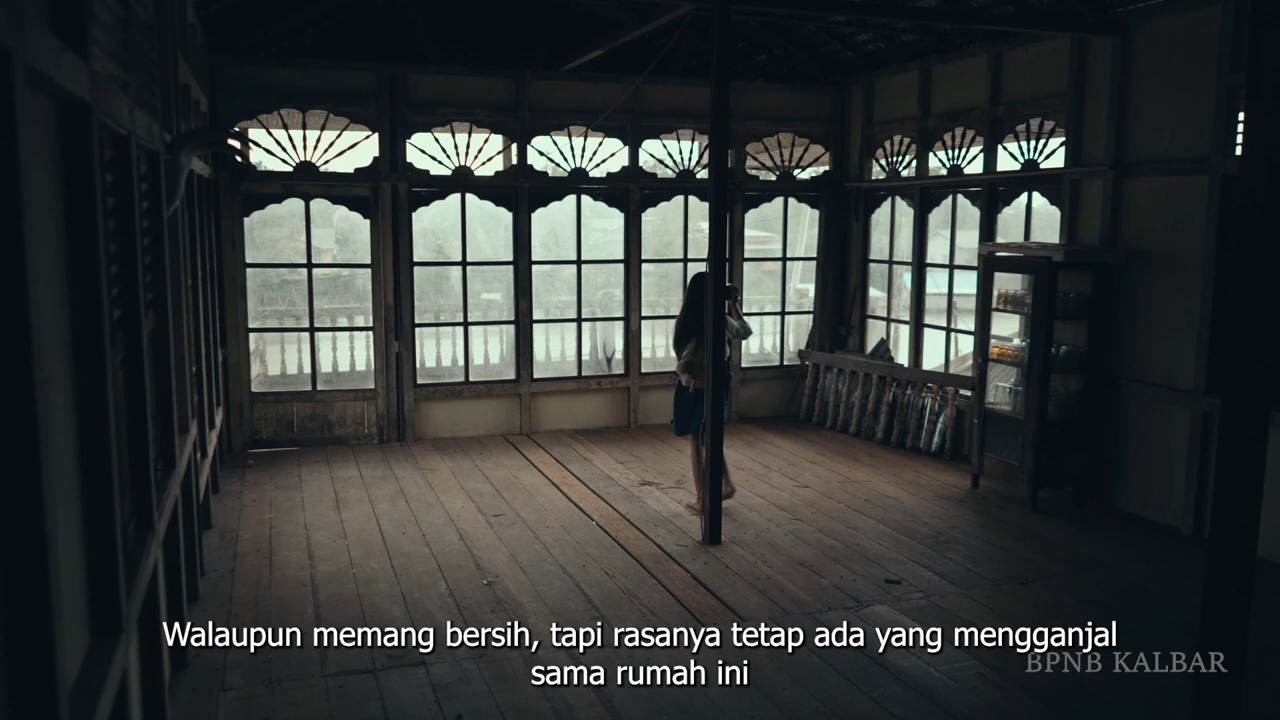 Walaupun memang bersih, tapi rasanya tetap ada yang mengganjal
sama rumah ini
BPNB KALBAR